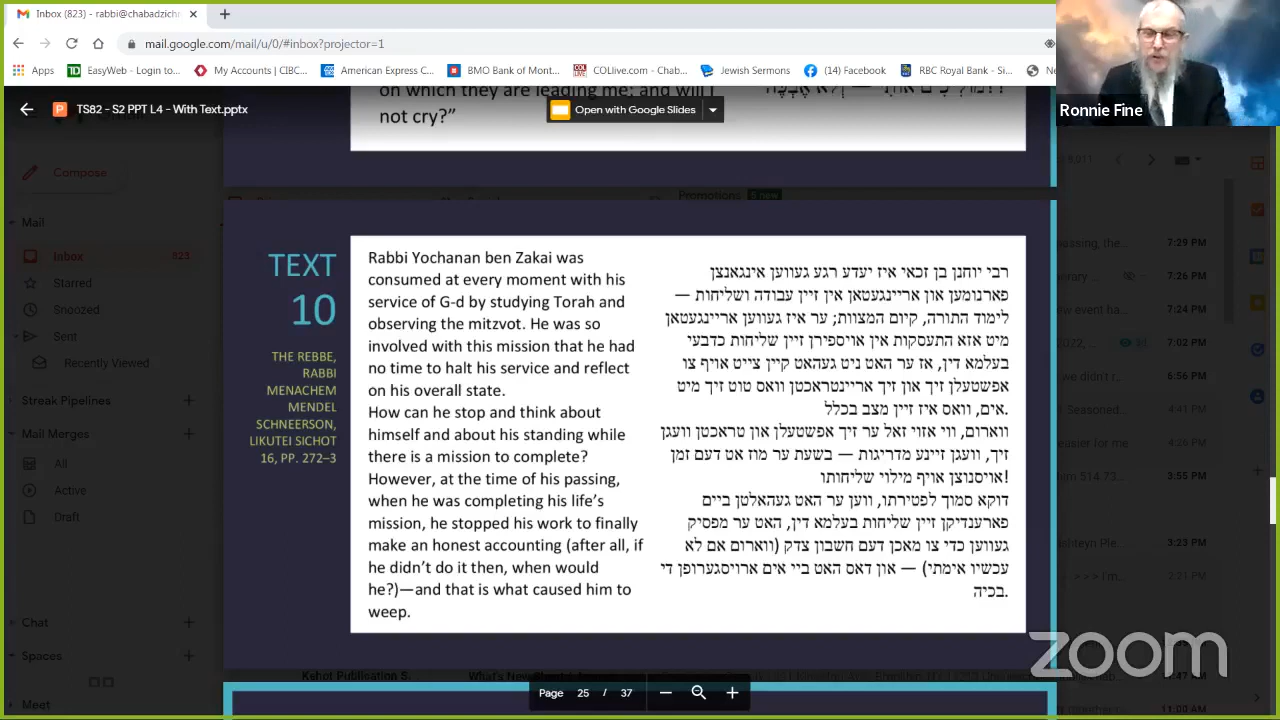 Inbox (823) - rabbi@chabadzichr
mail.google.com/mail/u/0/#inbox?projector=1
Apps
EasyWeb - Login to...
My Accounts | CIBC...
American Express C...
BMO Bank of Mont...
COLlive.com - Chab...
Jewish Sermons
(14) Facebook
RBC Royal Bank - Si...
Ne
TS82 - S2 PPT L4 - With Text.pptx
Open with Google Slides
Ronnie Fine
on which they are leading me; and will I
not cry?"
Compose
Mail
Inbox 823
Starred
Snoozed
Sent
Recently Viewed
Streak Pipelines
Mail Merges
All
Active
Draft
Chat
Spaces
Meet
Promotions 5 new
TEXT
10
THE REBBE,
RABBI
MENACHEM
MENDEL
SCHNEERSON,
LIKUTEI SICHOT
16, PP. 272–3
Rabbi Yochanan ben Zakai was
consumed at every moment with his
service of G-d by studying Torah and
observing the mitzvot. He was so
involved with this mission that he had
no time to halt his service and reflect
on his overall state.
How can he stop and think about
himself and about his standing while
there is a mission to complete?
However, at the time of his passing,
when he was completing his life's
mission, he stopped his work to finally
make an honest accounting (after all, if
he didn't do it then, when would
he?)—and that is what caused him to
weep.
רבי יוחנן בן זכאי איז יעדע רגע געווען אינגאנצן
פארנומען און אריינגעטאן אין זיין עבודה ושליחות —
לימוד התורה, קיום המצוות; ער איז געווען אריינגעטאן
מיט אזא התעסקות אין אויספירן זיין שליחות כדבעי
בעלמא דין, אז ער האט ניט געהאט קיין צייט אויף צו
אפשטעלן זיך און זיך אריינטראכטן וואס טוט זיך מיט
אים, וואס איז זיין מצב בכלל.
ווארום, ווי אזוי זאל ער זיך אפשטעלן און טראכטן וועגן
זיך, וועגן זיינע מדריגות — בשעת ער מוז אט דעם זמן
אויסנוצן אויף מילוי שליחותו!
דוקא סמוך לפטירתו, ווען ער האט געהאלטן ביים
פארענדיקן זיין שליחות בעלמא דין, האט ער מפסיק
געווען כדי צו מאכן דעם חשבון צדק (ווארום אם לא
עכשיו אימתי) — און דאס האט ביי אים ארויסגערופן די
בכיה.
7:29 PM
7:26 PM
7:24 PM
7:02 PM
6:56 PM
4:41 PM
4:26 PM
3:55 PM
3:23 PM
2:21 PM
11:00 AM
Kehot Publication S.
Page 25 / 37
zoom